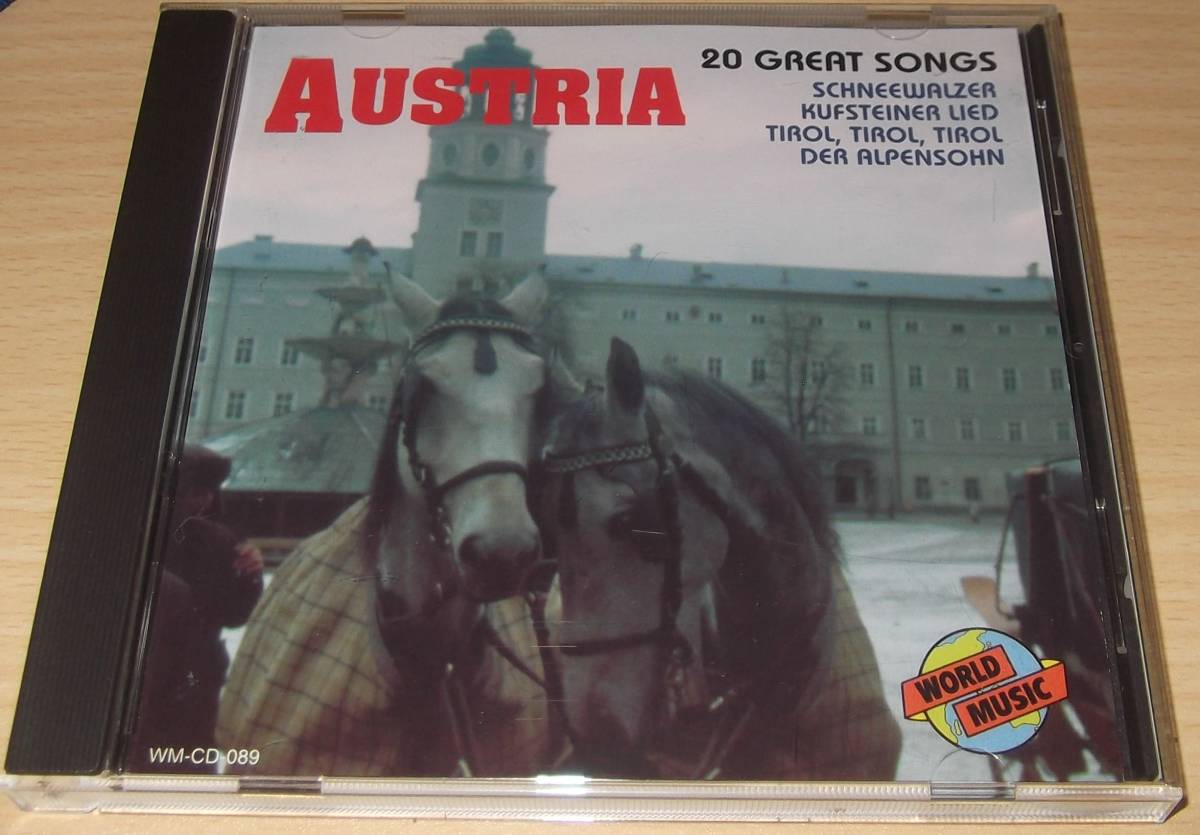 AUSTRIA
20 GREAT SONGS
SCHNEEWALZER
KUFSTEINER LIED
TIROL, TIROL, TIROL
DER ALPENSOHN
WORLD
MUSIC
WM-CD-089